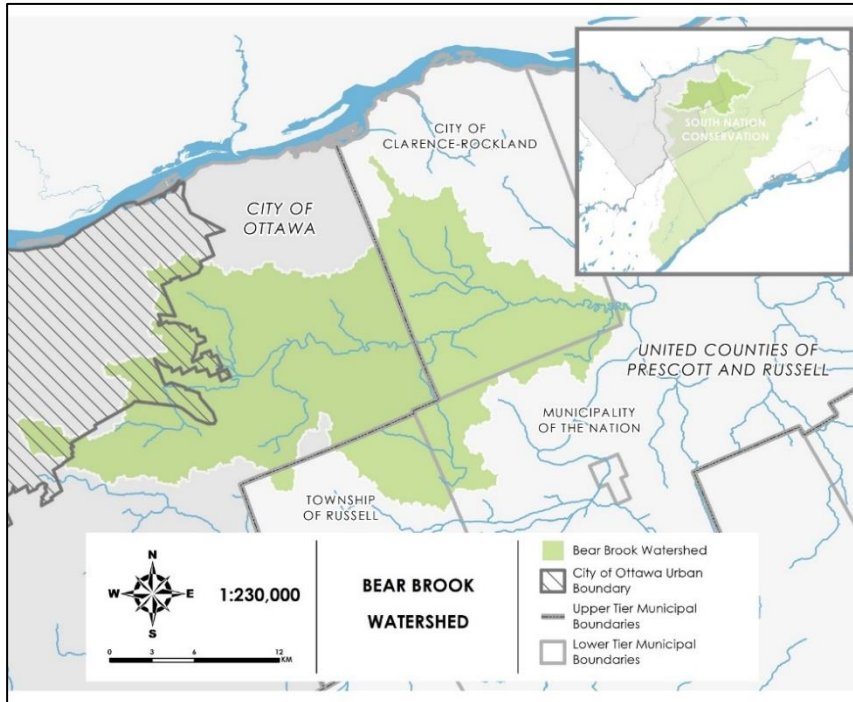 CITY OF
CLARENCE-ROCKLAND
SOUTH NATION
CONSERVATION
CITY OF
OTTAWA
UNITED COUNTIES OF
PRESCOTT AND RUSSELL
MUNICIPALITY
OF THE NATION
TOWNSHIP
OF RUSSELL
N
W E
S
1:230,000
0 3 6 12
KM
BEAR BROOK
WATERSHED
Bear Brook Watershed
City of Ottawa Urban
Boundary
Upper Tier Municipal
Boundaries
Lower Tier Municipal
Boundaries